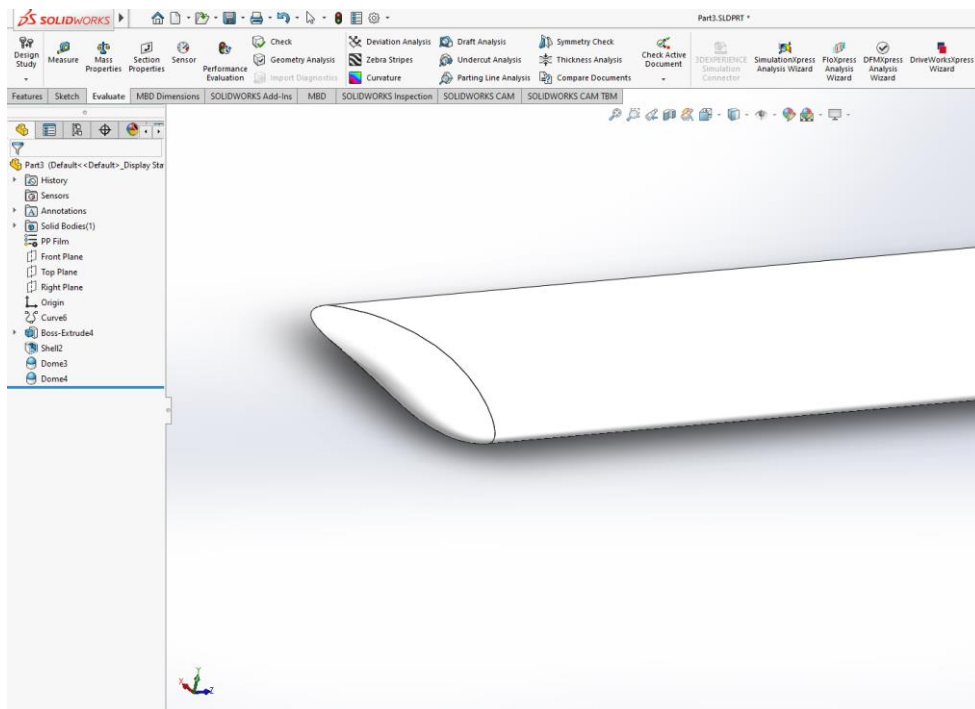 SOLIDWORKS
Part3.SLDPRT *
Design Study
Measure
Mass Properties
Section Properties
Sensor
Performance Evaluation
Check
Geometry Analysis
Import Diagnostics
Deviation Analysis
Zebra Stripes
Curvature
Draft Analysis
Undercut Analysis
Parting Line Analysis
Symmetry Check
Thickness Analysis
Compare Documents
Check Active Document
3DEXPERIENCE Simulation Connector
SimulationXpress Analysis Wizard
FloXpress Analysis Wizard
DFMXpress Analysis Wizard
DriveWorksXpress Wizard
Features
Sketch
Evaluate
MBD Dimensions
SOLIDWORKS Add-Ins
MBD
SOLIDWORKS Inspection
SOLIDWORKS CAM
SOLIDWORKS CAM TBM
Part3 (Default<<Default>_Display Sta
History
Sensors
Annotations
Solid Bodies(1)
PP Film
Front Plane
Top Plane
Right Plane
Origin
Curve6
Boss-Extrude4
Shell2
Dome3
Dome4
Y
X
Z